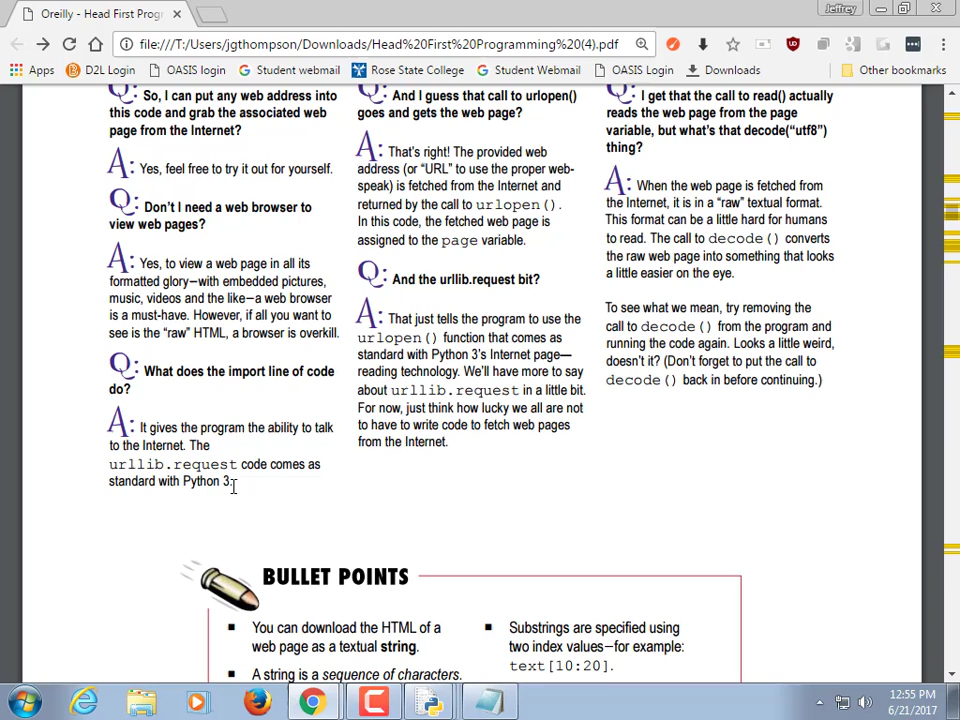 Oreilly - Head First Prog
Jeffrey
file:///T:/Users/jgthompson/Downloads/Head%20First%20Programming%20(4).pdf
Apps
D2L Login
OASIS login
Student webmail
Rose State College
Student Webmail
OASIS Login
Downloads
Other bookmarks
Q: So, I can put any web address into
this code and grab the associated web
page from the Internet?
A: Yes, feel free to try it out for yourself.
Q: Don't I need a web browser to
view web pages?
A: Yes, to view a web page in all its
formatted glory—with embedded pictures,
music, videos and the like—a web browser
is a must-have. However, if all you want to
see is the “raw” HTML, a browser is overkill.
Q: What does the import line of code
do?
A: It gives the program the ability to talk
to the Internet. The
urllib.request code comes as
standard with Python 3.
Q: And I guess that call to urlopen()
goes and gets the web page?
A: That's right! The provided web
address (or “URL” to use the proper web-
speak) is fetched from the Internet and
returned by the call to urlopen().
In this code, the fetched web page is
assigned to the page variable.
Q: And the urllib.request bit?
A: That just tells the program to use the
urlopen() function that comes as
standard with Python 3's Internet page—
reading technology. We'll have more to say
about urllib.request in a little bit.
For now, just think how lucky we all are not
to have to write code to fetch web pages
from the Internet.
Q: I get that the call to read() actually
reads the web page from the page
variable, but what's that decode(“utf8”)
thing?
A: When the web page is fetched from
the Internet, it is in a “raw” textual format.
This format can be a little hard for humans
to read. The call to decode() converts
the raw web page into something that looks
a little easier on the eye.
To see what we mean, try removing the
call to decode() from the program and
running the code again. Looks a little weird,
doesn't it? (Don't forget to put the call to
decode() back in before continuing.)
BULLET POINTS
■ You can download the HTML of a
web page as a textual string.
■ A string is a sequence of characters.
■ Substrings are specified using
two index values—for example:
text[10:20].
12:55 PM
6/21/2017